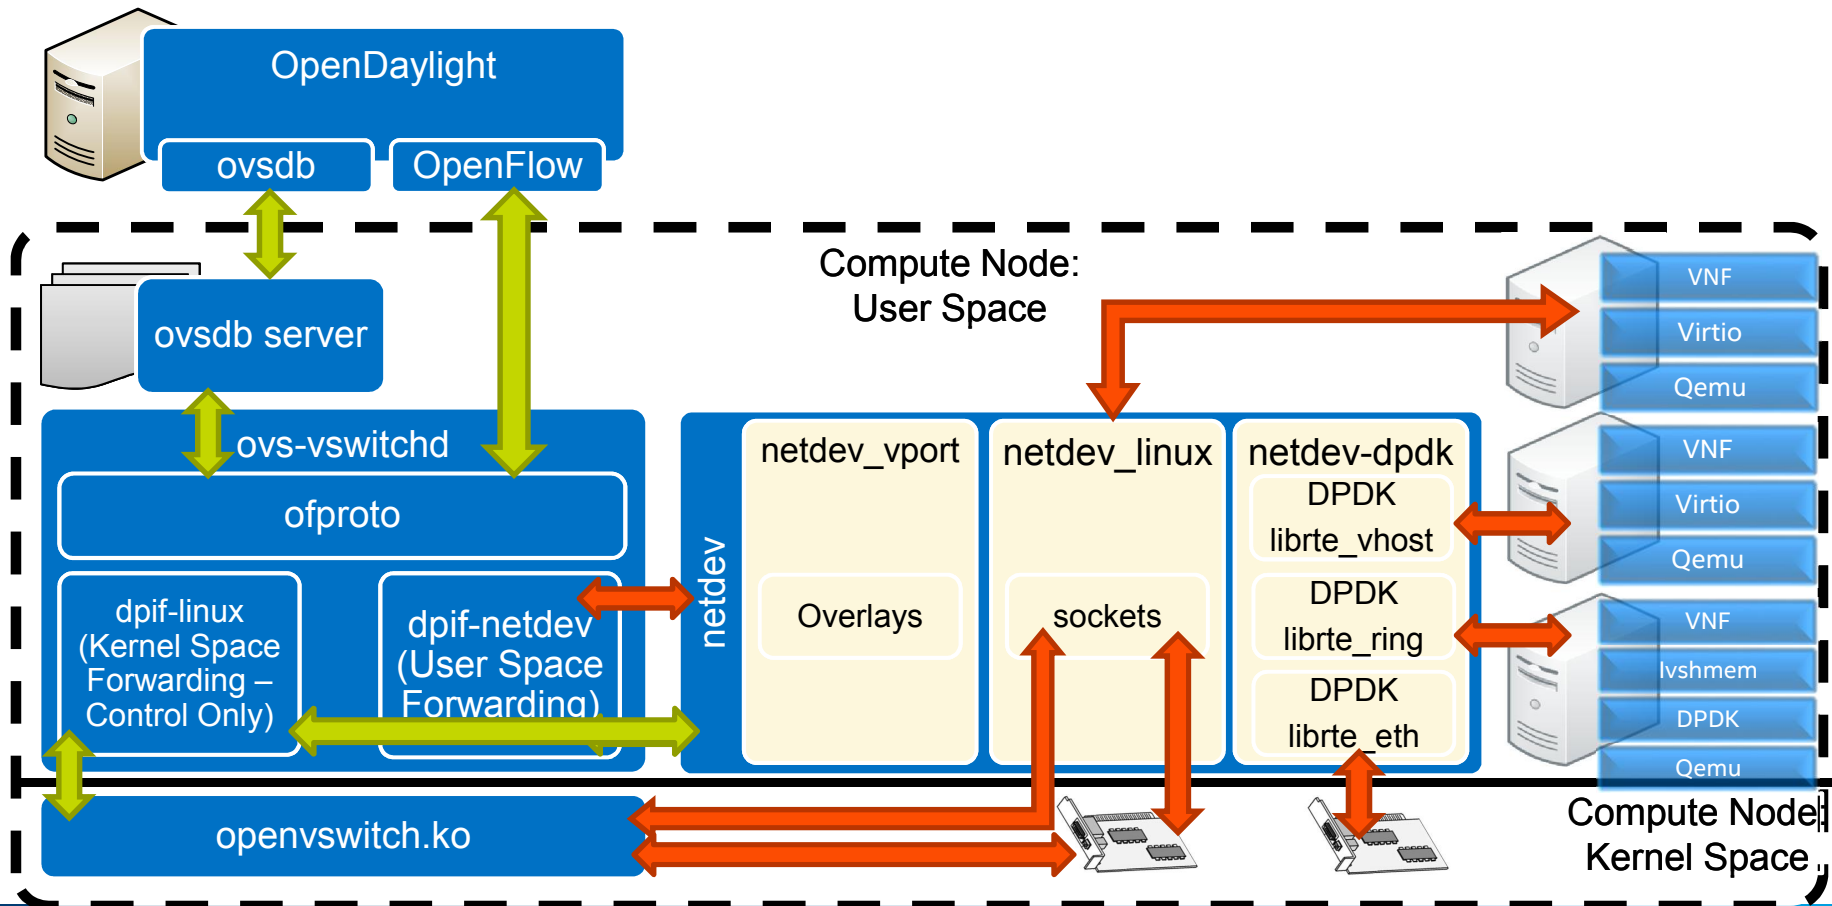 OpenDaylight
ovsdb
OpenFlow
Compute Node:
User Space
ovsdb server
ovs-vswitchd
ofproto
dpif-linux
(Kernel Space
Forwarding –
Control Only)
dpif-netdev
(User Space
Forwarding)
netdev
netdev_vport
Overlays
netdev_linux
sockets
netdev-dpdk
DPDK
librte_vhost
DPDK
librte_ring
DPDK
librte_eth
VNF
Virtio
Qemu
VNF
Virtio
Qemu
VNF
Ivshmem
DPDK
Qemu
openvswitch.ko
Compute Node:
Kernel Space